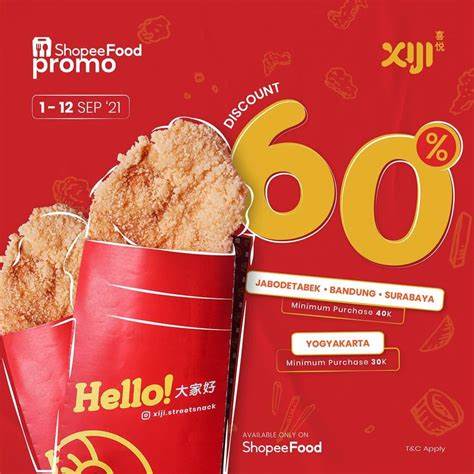 ShopeeFood
promo
1 - 12 SEP '21
XIJI 喜悦
DISCOUNT
60%
JABODETABEK • BANDUNG • SURABAYA
Minimum Purchase 40K
YOGYAKARTA
Minimum Purchase 30K
Hello! 大家好
xiji.streetsnack
AVAILABLE ONLY ON
ShopeeFood
T&C Apply